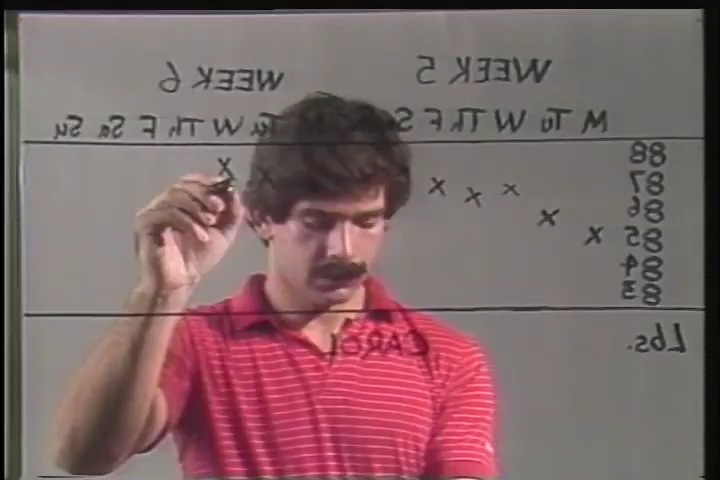 WEEK 5 WEEK 6
M Tu W Th F Tu W Th F Sa Su
88
87
86
85
84
83
Lbs. CAROL